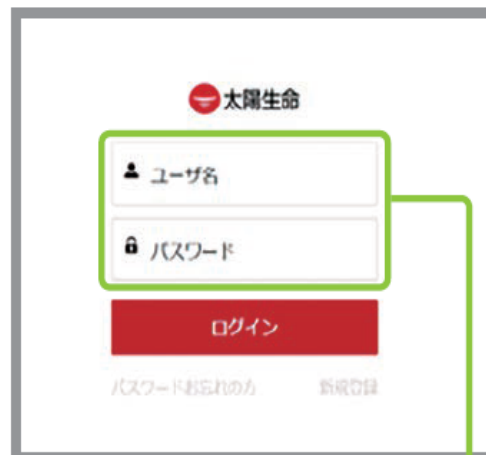 太陽生命
ユーザ名
パスワード
ログイン
パスワードお忘れの方 新規登録